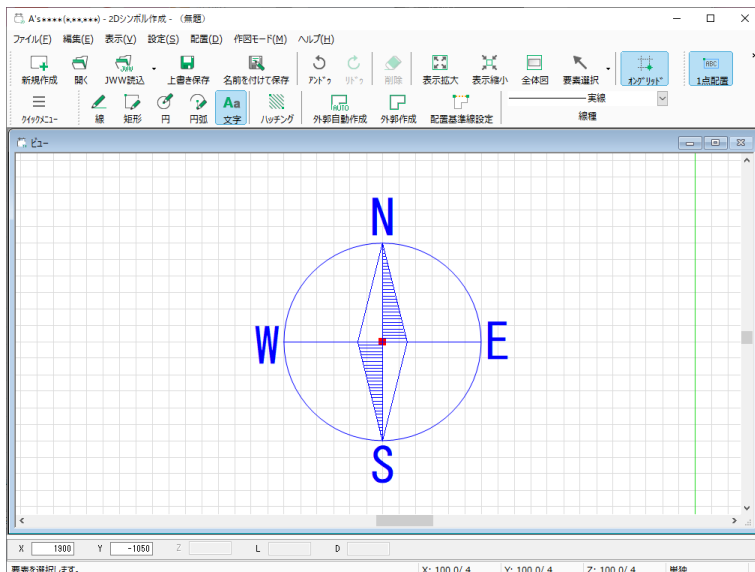 A's****(*,**,***) - 2Dシンボル作成 - （無題）
ファイル(F) 編集(E) 表示(V) 設定(S) 配置(D) 作図モード(M) ヘルプ(H)
新規作成 開く JWW読込 上書き保存 名前を付けて保存 アンドゥ リドゥ 削除 表示拡大 表示縮小 全体図 要素選択 オングリッド 1点配置
クイックメニュー 線 矩形 円 円弧 文字 ハッチング 外郭自動作成 外郭作成 配置基準線設定 実線
線種
ビュー
N
W E
S
X 1900 Y -1050 Z L D
要素を選択します。 X: 100.0/ 4 Y: 100.0/ 4 Z: 100.0/ 4 単独